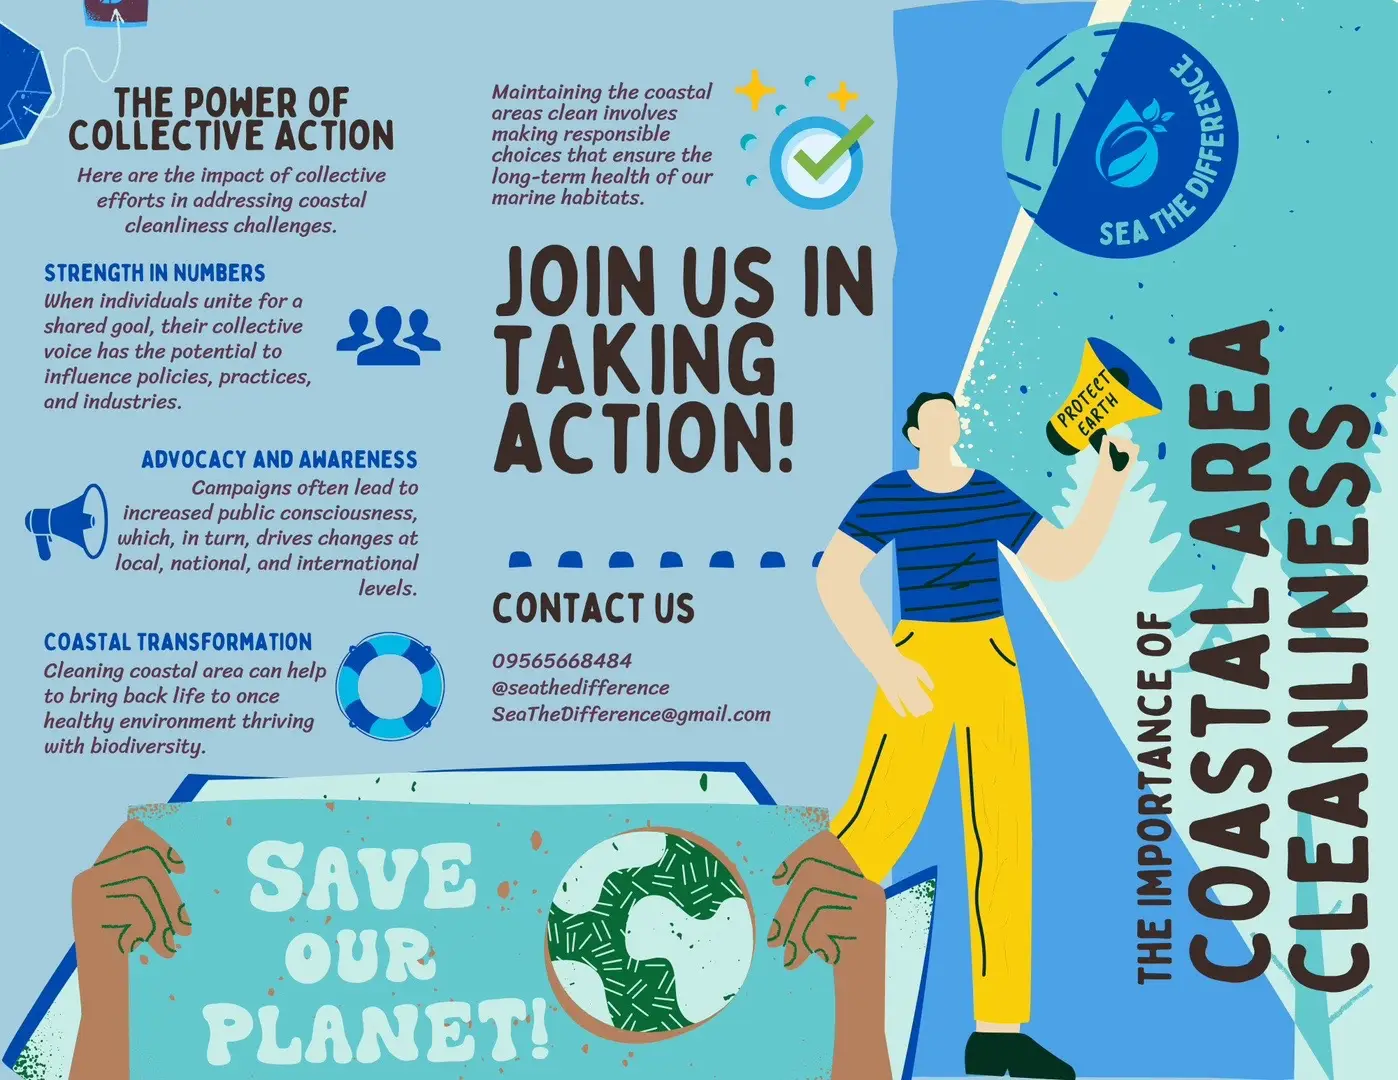 THE POWER OF
COLLECTIVE ACTION
Here are the impact of collective
efforts in addressing coastal
cleanliness challenges.
STRENGTH IN NUMBERS
When individuals unite for a
shared goal, their collective
voice has the potential to
influence policies, practices,
and industries.
ADVOCACY AND AWARENESS
Campaigns often lead to
increased public consciousness,
which, in turn, drives changes at
local, national, and international
levels.
COASTAL TRANSFORMATION
Cleaning coastal area can help
to bring back life to once
healthy environment thriving
with biodiversity.
SAVE
OUR
PLANET!
Maintaining the coastal
areas clean involves
making responsible
choices that ensure the
long-term health of our
marine habitats.
JOIN US IN
TAKING
ACTION!
CONTACT US
09565668484
@seathedifference
SeaTheDifference@gmail.com
SEA THE DIFFERENCE
PROTECT
EARTH
THE IMPORTANCE OF
COASTAL AREA
CLEANLINESS